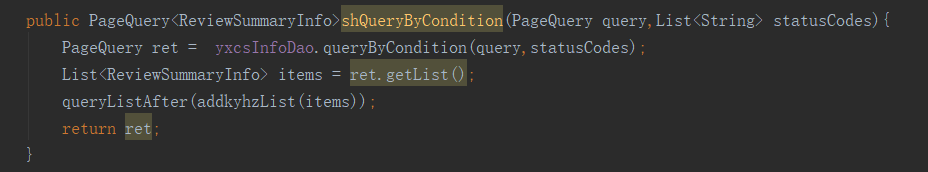 public PageQuery<ReviewSummaryInfo>shQueryByCondition(PageQuery query,List<String> statusCodes){
PageQuery ret =  yxcsInfoDao.queryByCondition(query,statusCodes);
List<ReviewSummaryInfo> items = ret.getList();
queryListAfter(addkyhzList(items));
return ret;
}